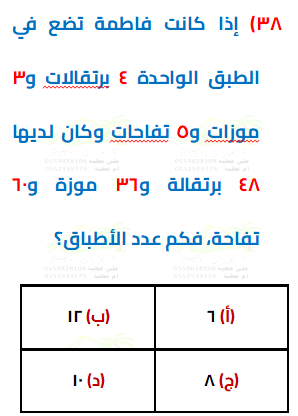 ٣٨) إذا كانت فاطمة تضع في
الطبق الواحدة ٤ برتقالات و٣
موزات و٥ تفاحات وكان لديها
٤٨ برتقالة و٣٦ موزة و٦٠
تفاحة، فكم عدد الأطباق؟
(أ) ٦
(ب) ١٢
(ج) ٨
(د) ١٠